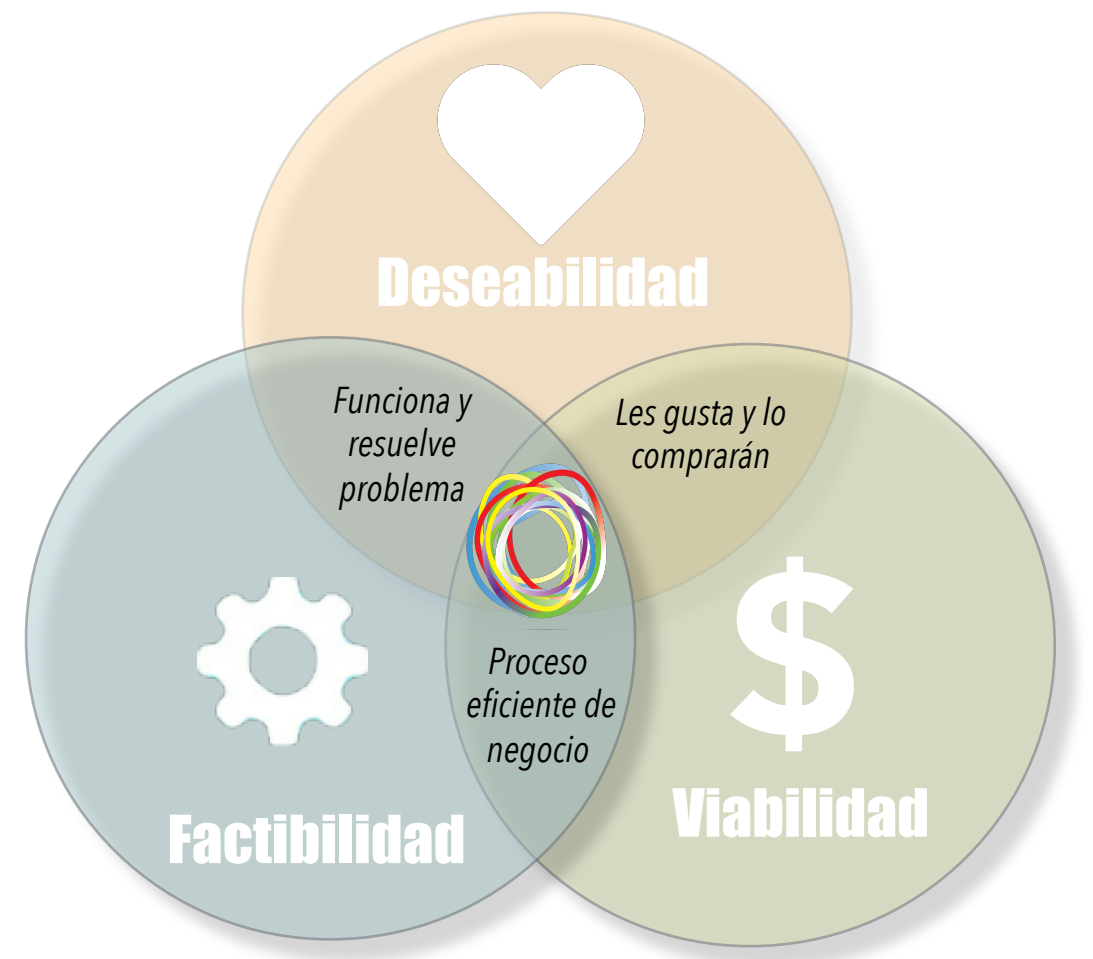 Deseabilidad
Funciona y
resuelve
problema
Les gusta y lo
comprarán
$
Proceso
eficiente de
negocio
Viabilidad
Factibilidad